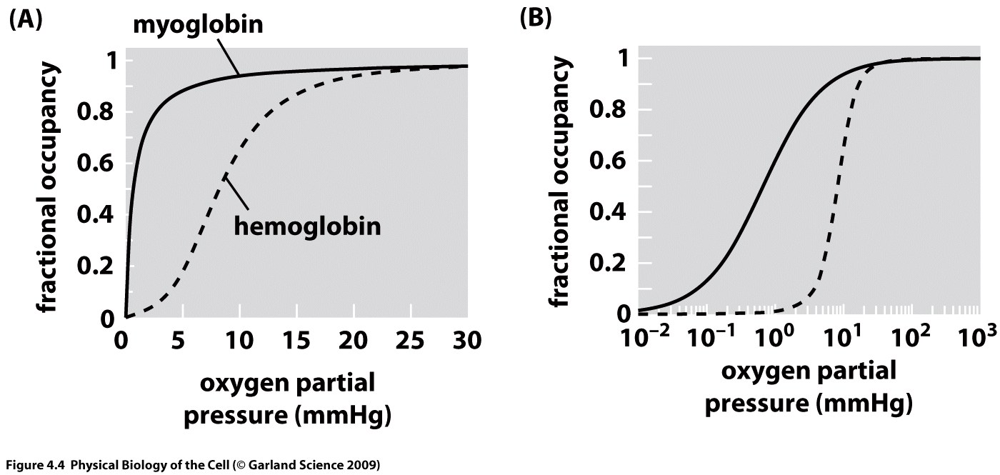 (A)
myoglobin
hemoglobin
fractional occupancy
1
0.8
0.6
0.4
0.2
0
0 5 10 15 20 25 30
oxygen partial
pressure (mmHg)
(B)
fractional occupancy
1
0.8
0.6
0.4
0.2
0
10⁻² 10⁻¹ 10⁰ 10¹ 10² 10³
oxygen partial
pressure (mmHg)
Figure 4.4 Physical Biology of the Cell (© Garland Science 2009)